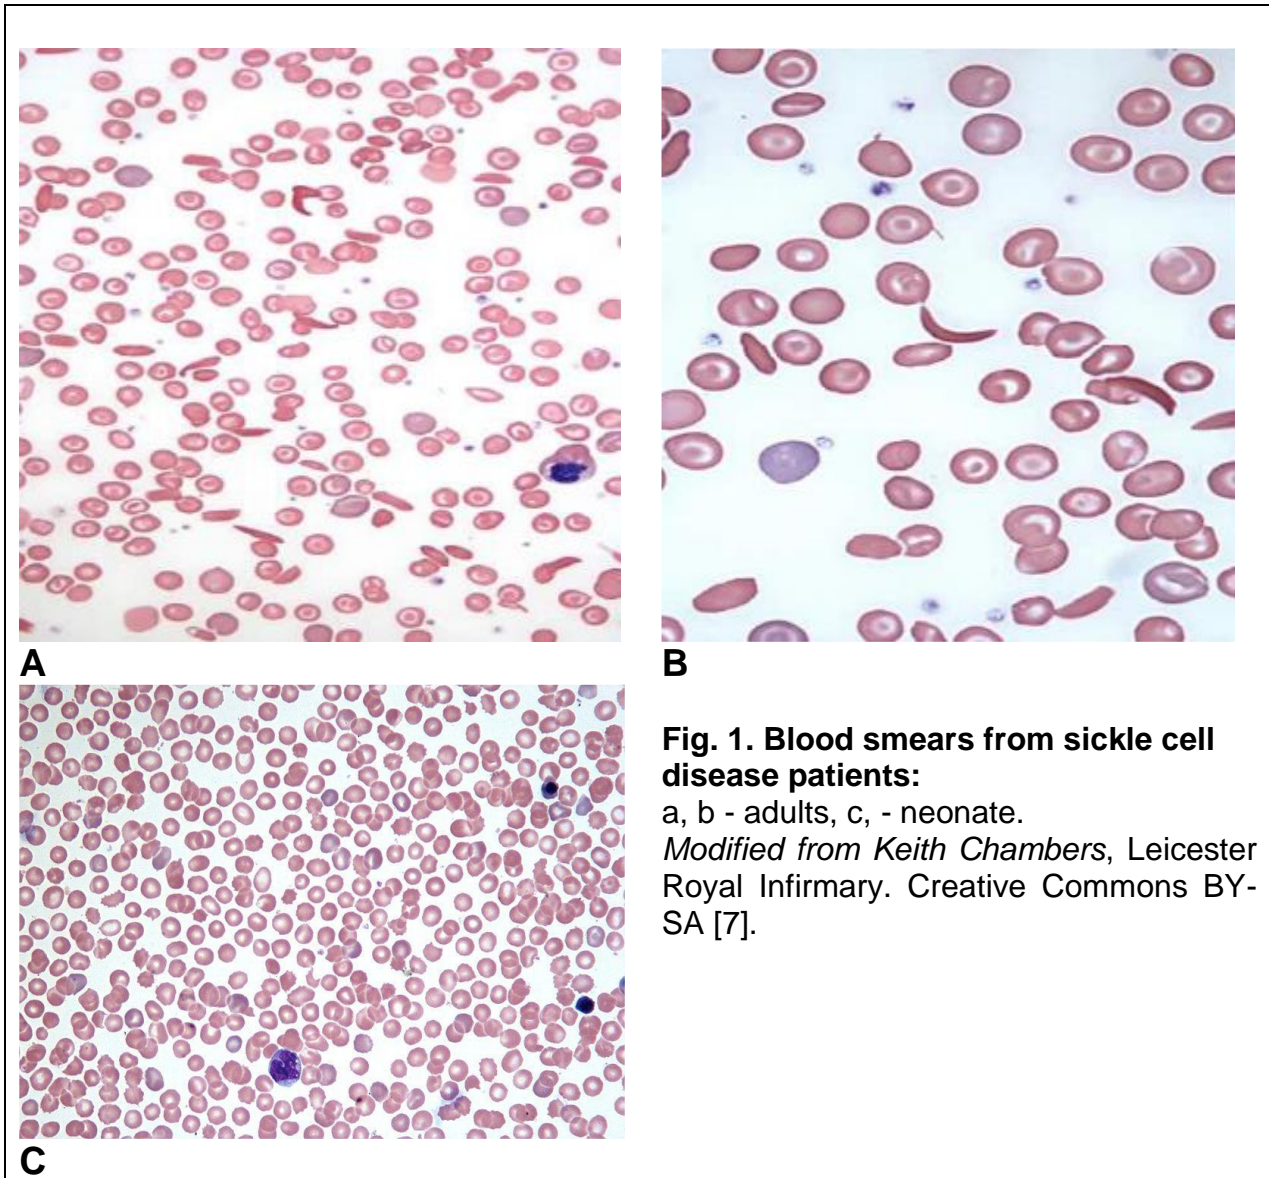 A
B
C
Fig. 1. Blood smears from sickle cell
disease patients:
a, b - adults, c, - neonate.
Modified from Keith Chambers, Leicester
Royal Infirmary. Creative Commons BY-
SA [7].